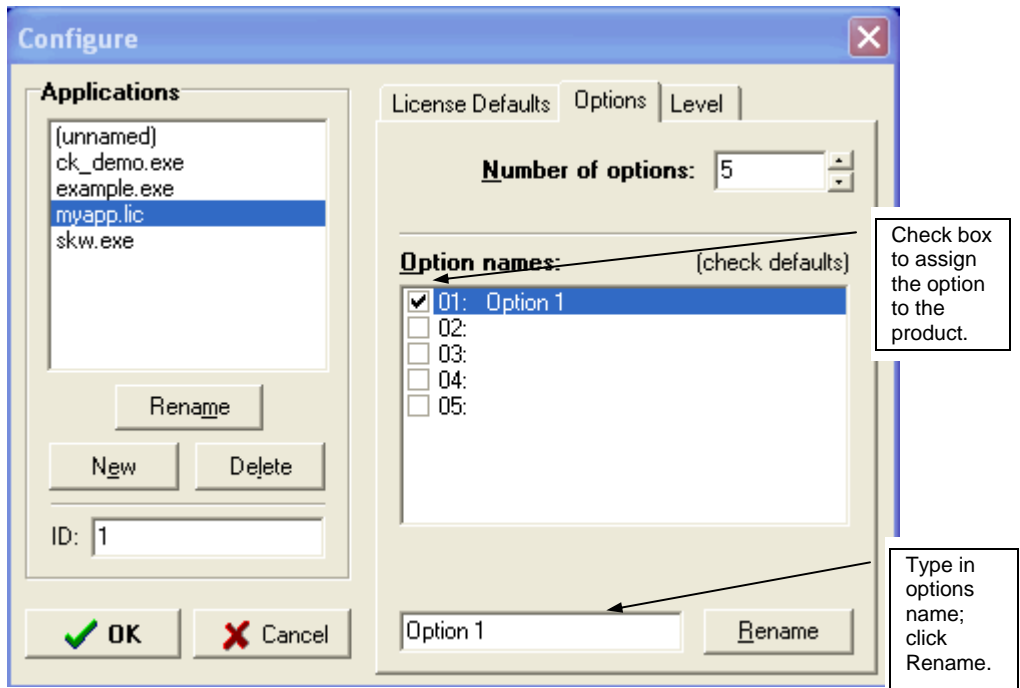 Configure
Applications
(unnamed)
ck_demo.exe
example.exe
myapp.lic
skw.exe
Rename
New
Delete
ID: 1
OK
Cancel
License Defaults
Options
Level
Number of options: 5
Option names: (check defaults)
01: Option 1
02:
03:
04:
05:
Option 1
Rename
Check box
to assign
the option
to the
product.
Type in
options
name;
click
Rename.